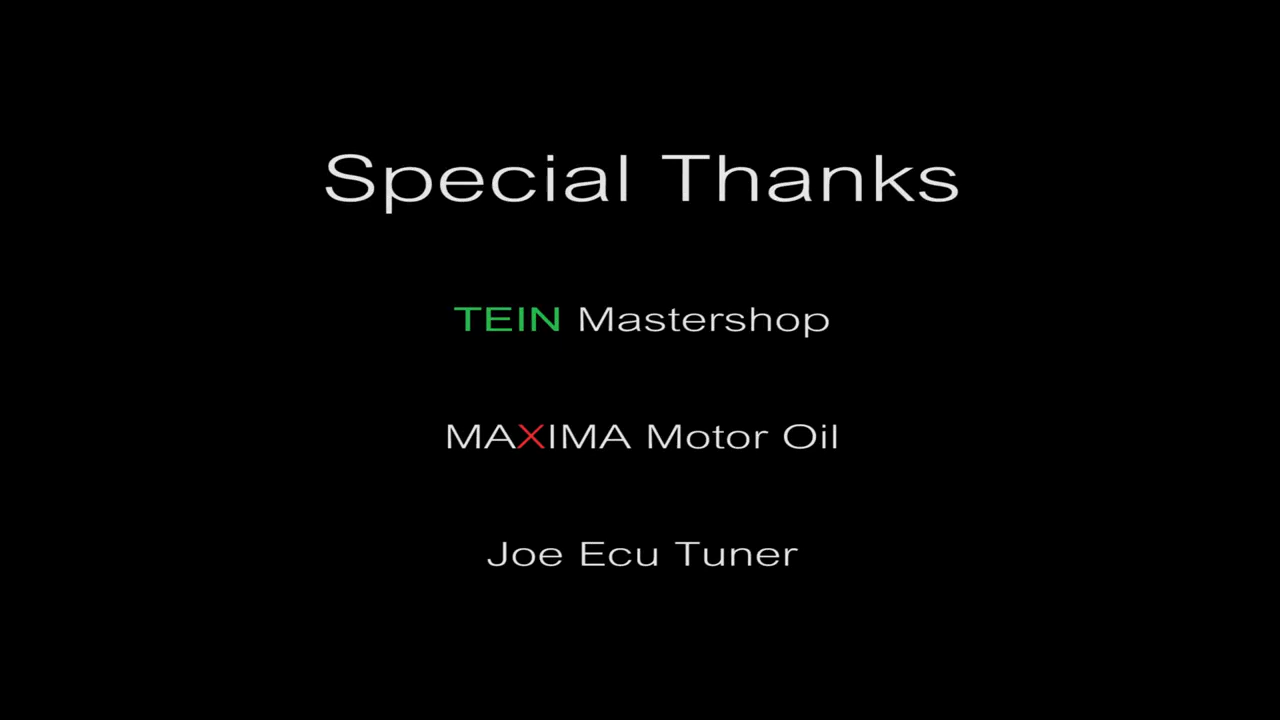 Special Thanks
TEIN Mastershop
MAXIMA Motor Oil
Joe Ecu Tuner